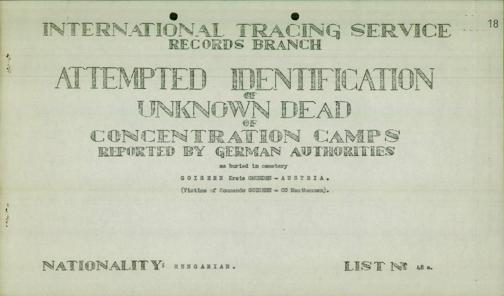 18
INTERNATIONAL TRACING SERVICE
RECORDS BRANCH
ATTEMPTED IDENTIFICATION
OF
UNKNOWN DEAD
OF
CONCENTRATION CAMPS
REPORTED BY GERMAN AUTHORITIES
as buried in cemetery
GOISERN Kreis GMUNDEN - AUSTRIA.
(Victims of Kommando GOISERN - CC Mauthausen).
NATIONALITY: HUNGARIAN.
LIST No 48 a.